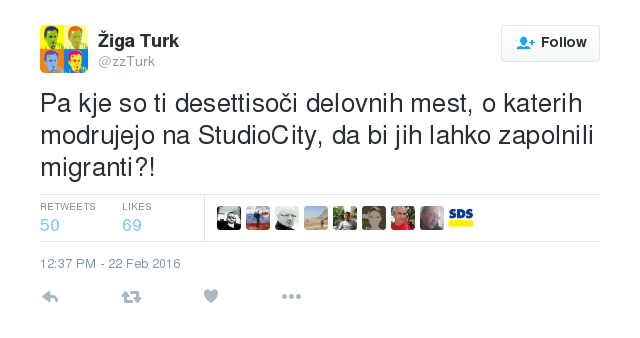 Žiga Turk
@zzTurk
Follow
Pa kje so ti desettisoči delovnih mest, o katerih
modrujejo na StudioCity, da bi jih lahko zapolnili
migranti?!
RETWEETS LIKES
50 69
SDS
12:37 PM - 22 Feb 2016